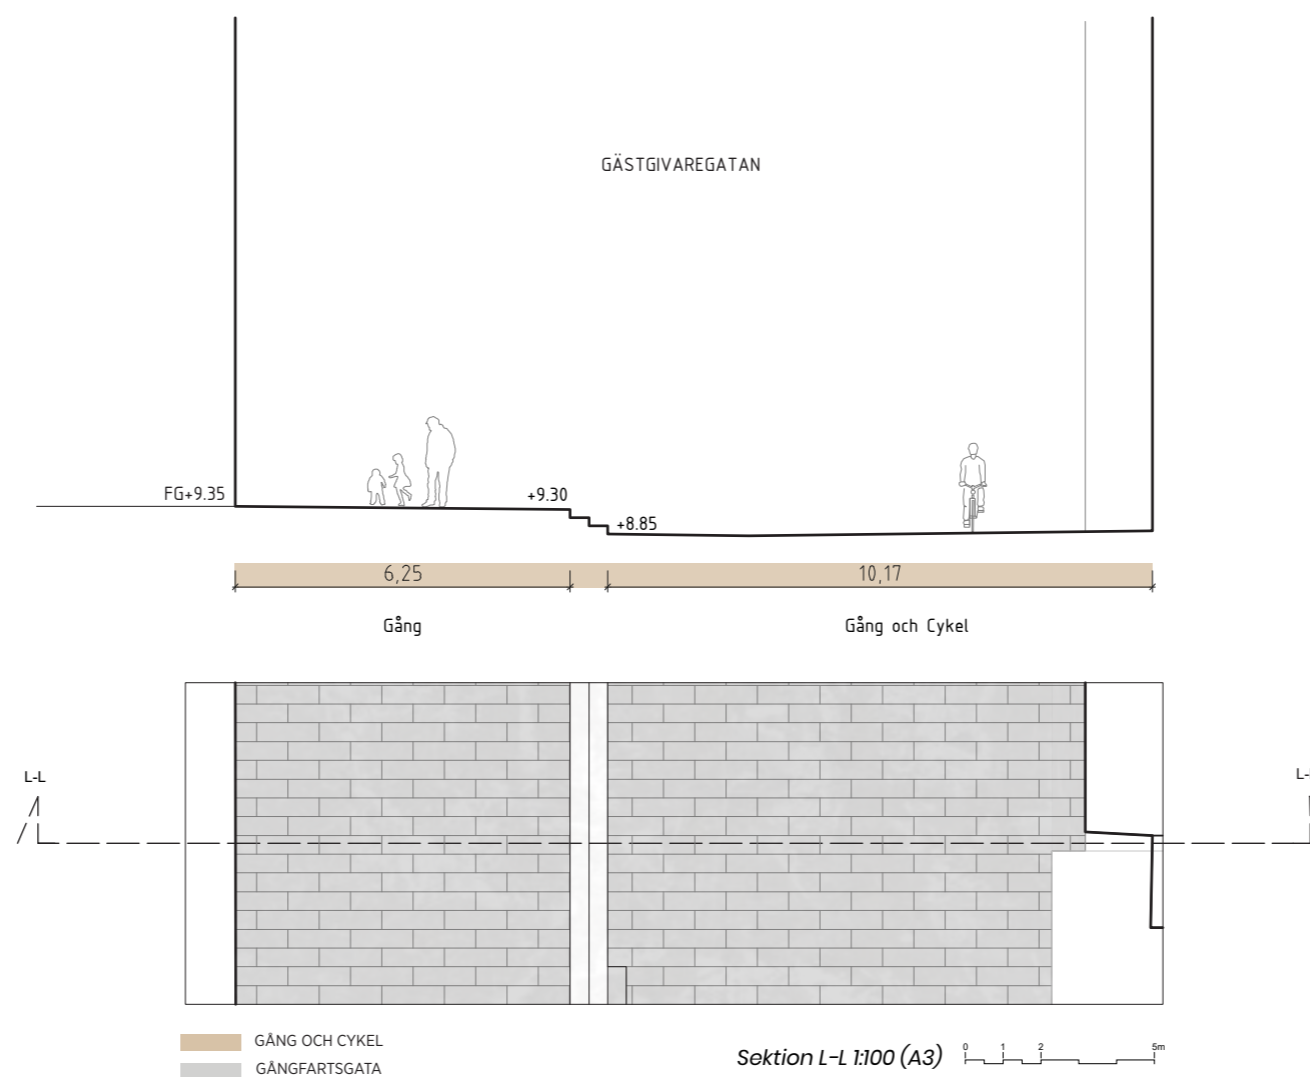 GÄSTGIVAREGATAN
FG+9.35
+9.30
+8.85
6,25
10,17
Gång
Gång och Cykel
L-L
L-
GÅNG OCH CYKEL
GÅNGFARTSGATA
Sektion L-L 1:100 (A3)
0 1 2 5m